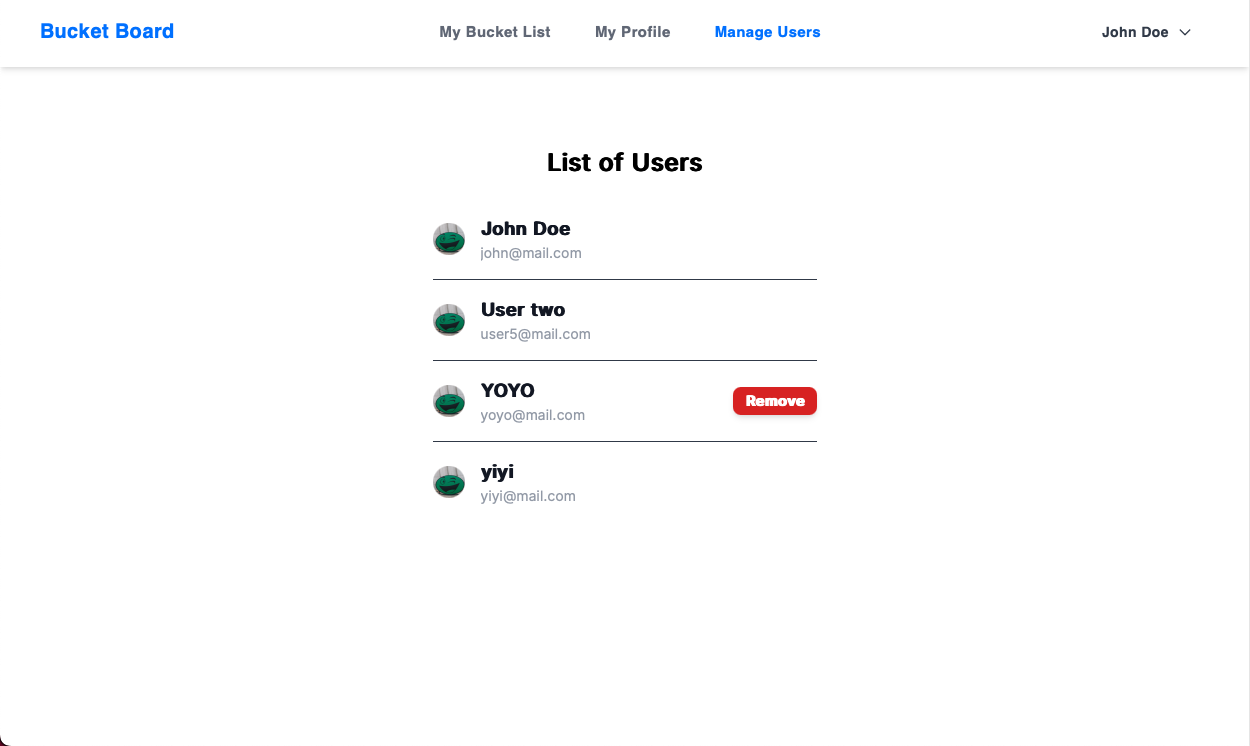 Bucket Board
My Bucket List
My Profile
Manage Users
John Doe
List of Users
John Doe
john@mail.com
User two
user5@mail.com
YOYO
yoyo@mail.com
Remove
yiyi
yiyi@mail.com